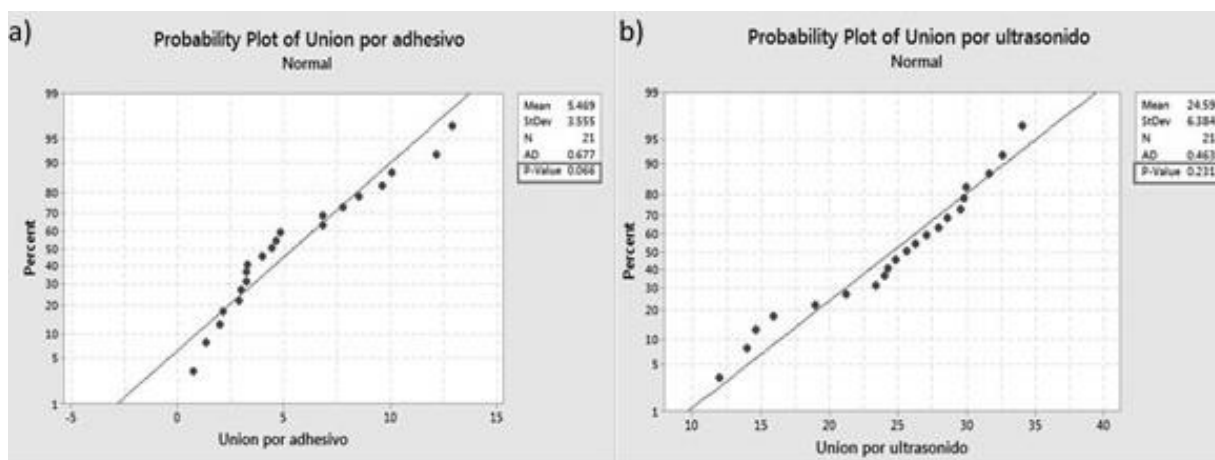 a)
Probability Plot of Union por adhesivo
Normal
Percent
99
95
90
80
70
60
50
40
30
20
10
5
1
-5
0
5
10
15
Union por adhesivo
Mean 5.469
StDev 3.555
N 21
AD 0.677
P-Value 0.066
b)
Probability Plot of Union por ultrasonido
Normal
Percent
99
95
90
80
70
60
50
40
30
20
10
5
1
10
15
20
25
30
35
40
Union por ultrasonido
Mean 24.59
StDev 6.384
N 21
AD 0.463
P-Value 0.231